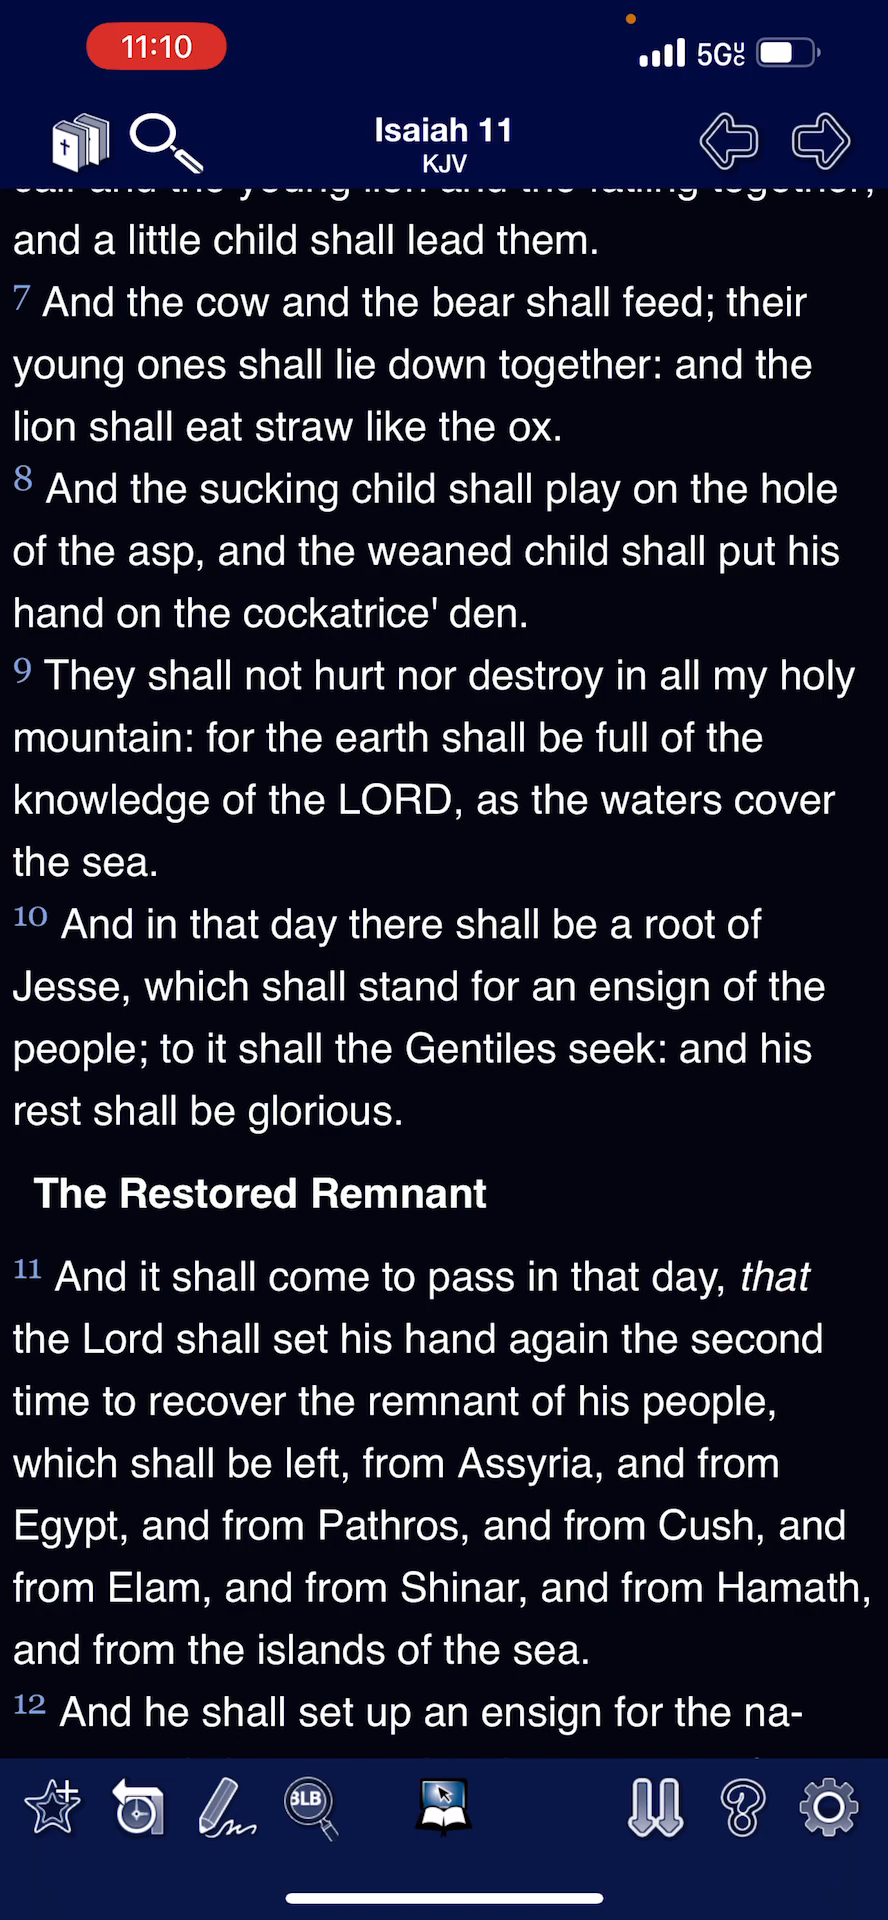 11:10
5G UC
Isaiah 11
KJV
and a little child shall lead them.
7 And the cow and the bear shall feed; their
young ones shall lie down together: and the
lion shall eat straw like the ox.
8 And the sucking child shall play on the hole
of the asp, and the weaned child shall put his
hand on the cockatrice' den.
9 They shall not hurt nor destroy in all my holy
mountain: for the earth shall be full of the
knowledge of the LORD, as the waters cover
the sea.
10 And in that day there shall be a root of
Jesse, which shall stand for an ensign of the
people; to it shall the Gentiles seek: and his
rest shall be glorious.
The Restored Remnant
11 And it shall come to pass in that day, that
the Lord shall set his hand again the second
time to recover the remnant of his people,
which shall be left, from Assyria, and from
Egypt, and from Pathros, and from Cush, and
from Elam, and from Shinar, and from Hamath,
and from the islands of the sea.
12 And he shall set up an ensign for the na-
BLB